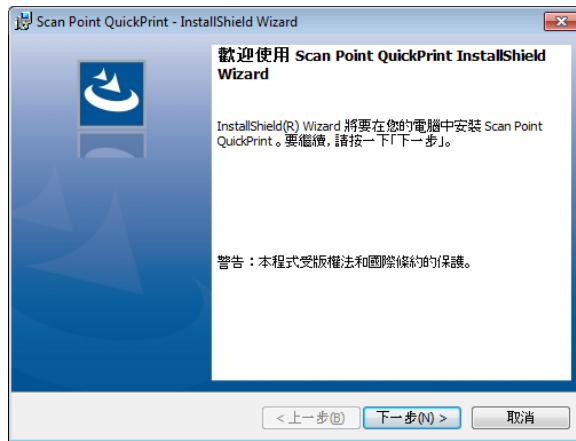 Scan Point QuickPrint - InstallShield Wizard
歡迎使用 Scan Point QuickPrint InstallShield
Wizard
InstallShield(R) Wizard 將要在您的電腦中安裝 Scan Point
QuickPrint。要繼續，請按一下「下一步」。
警告：本程式受版權法和國際條約的保護。
<上一步(B)
下一步(N) >
取消